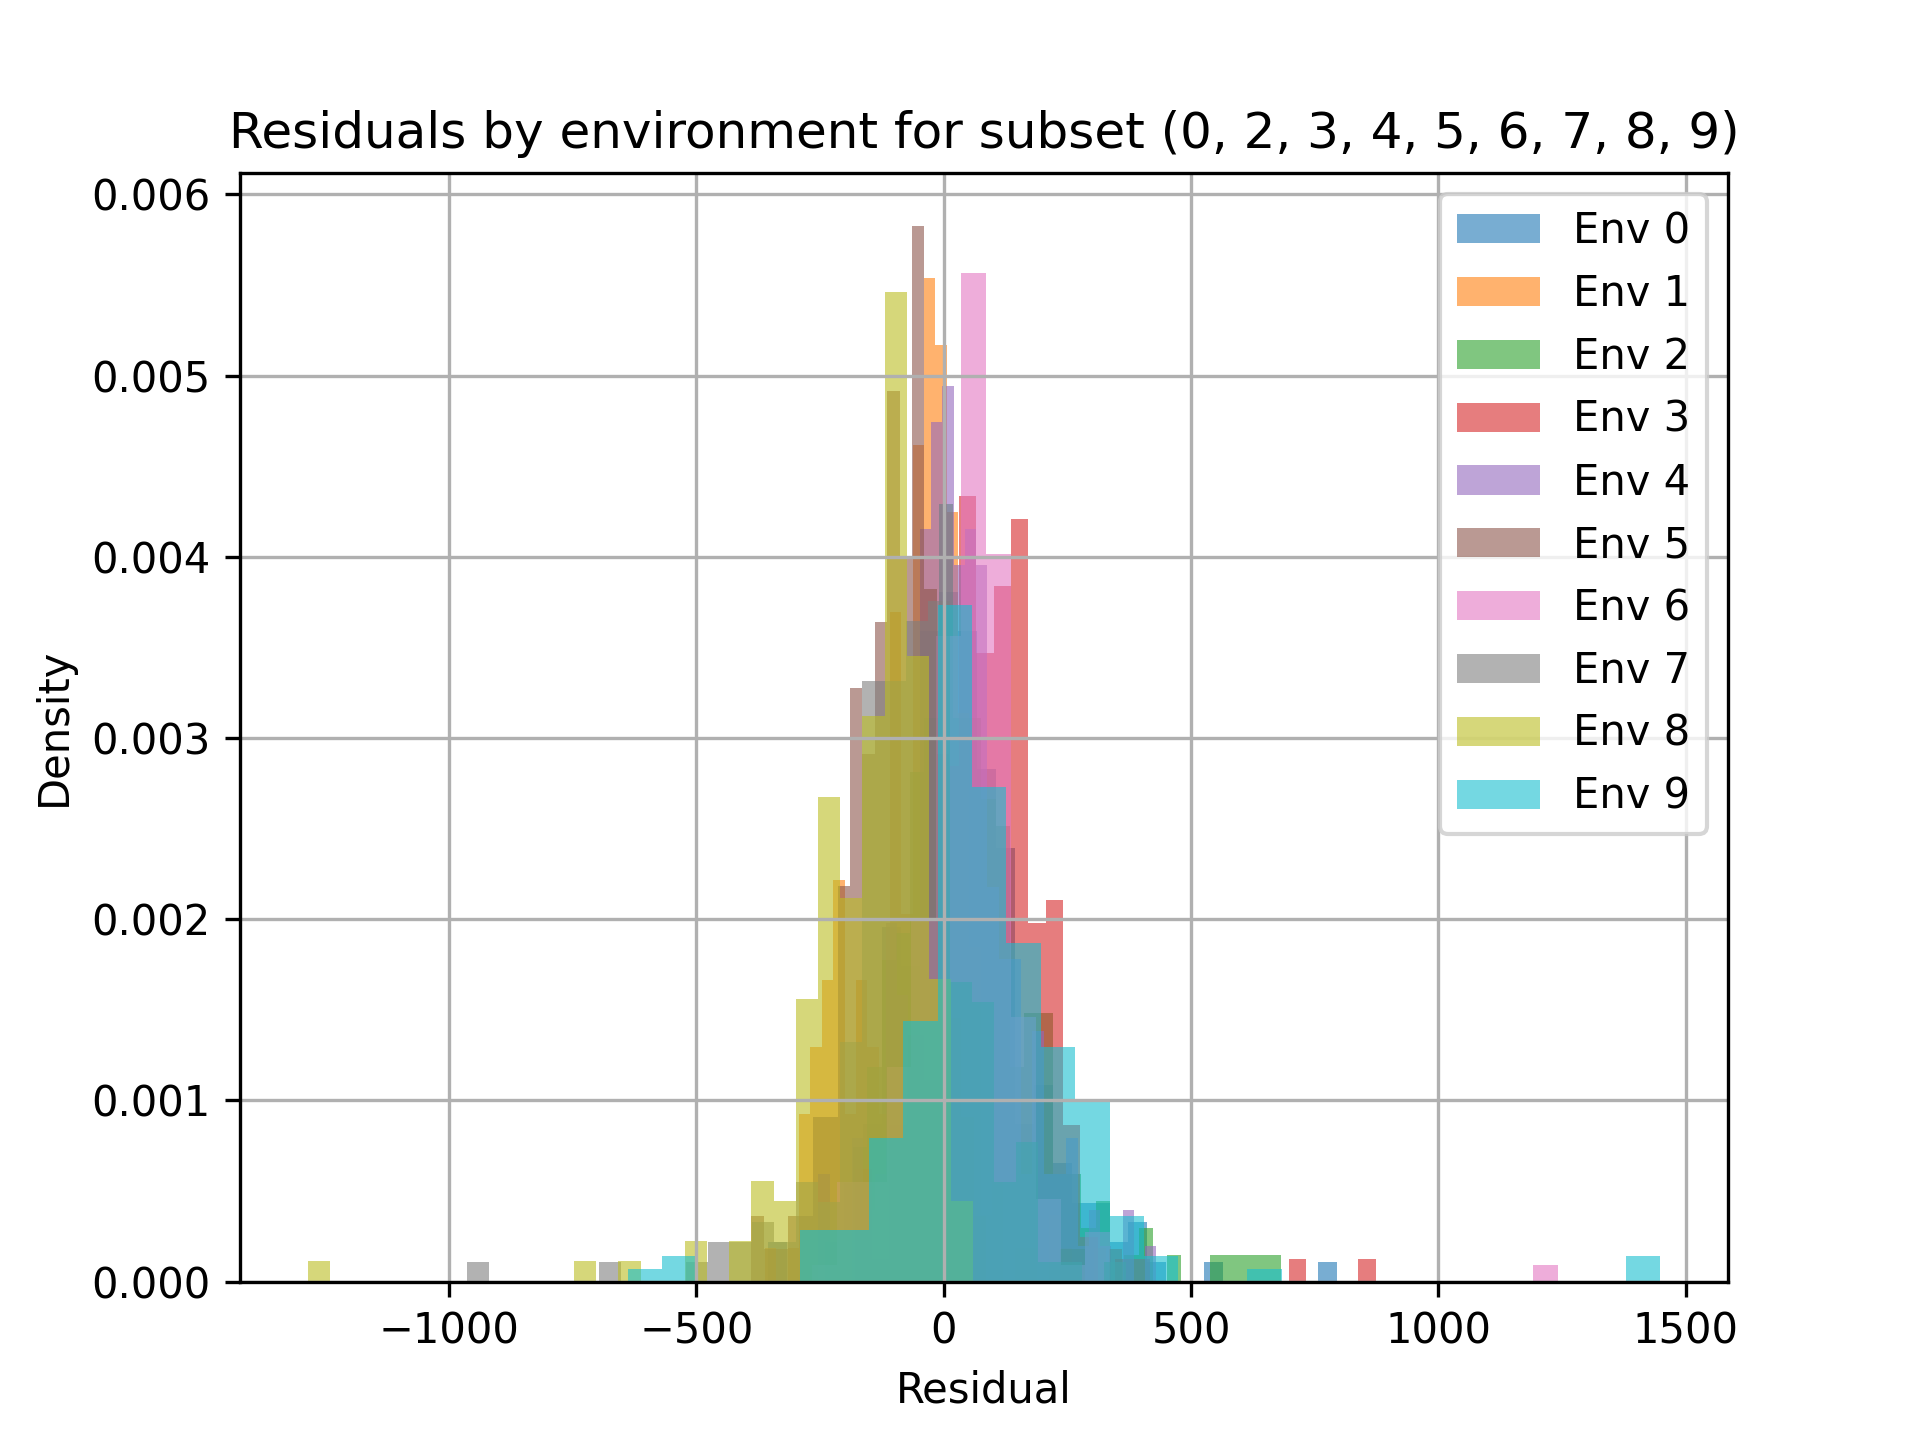 Residuals by environment for subset (0, 2, 3, 4, 5, 6, 7, 8, 9)
0.006
0.005
0.004
0.003
0.002
0.001
0.000
Density
Env 0
Env 1
Env 2
Env 3
Env 4
Env 5
Env 6
Env 7
Env 8
Env 9
−1000 −500 0 500 1000 1500
Residual